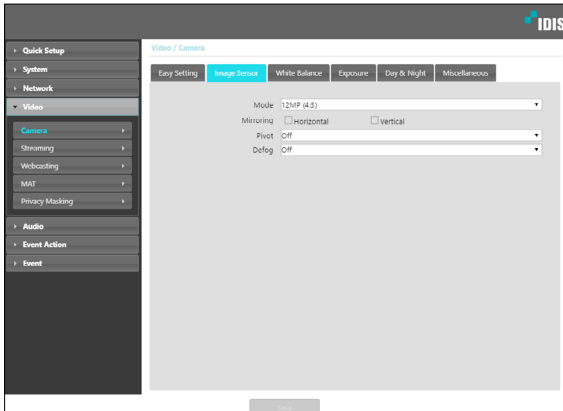 IDIS
Quick Setup
System
Network
Video
Camera
Streaming
Webcasting
MAT
Privacy Masking
Audio
Event Action
Event
Video / Camera
Easy Setting Image Sensor White Balance Exposure Day & Night Miscellaneous
Mode 12MP (4:3)
Mirroring Horizontal Vertical
Pivot Off
Defog Off
Save